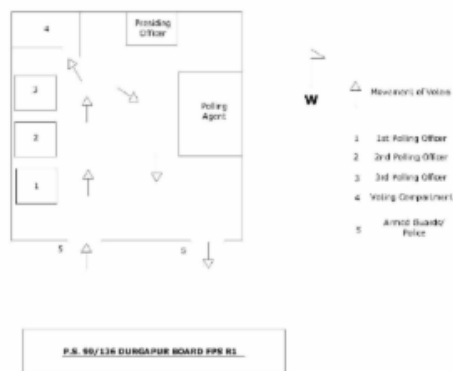 4
Presiding
Officer
3
2
1
Polling
Agent
5
5
W
Movement of Voters
1 1st Polling Officer
2 2nd Polling Officer
3 3rd Polling Officer
4 Voting Compartment
5 Armed Guards/
Police
P.S. 90/136 DURGAPUR BOARD FPS R1